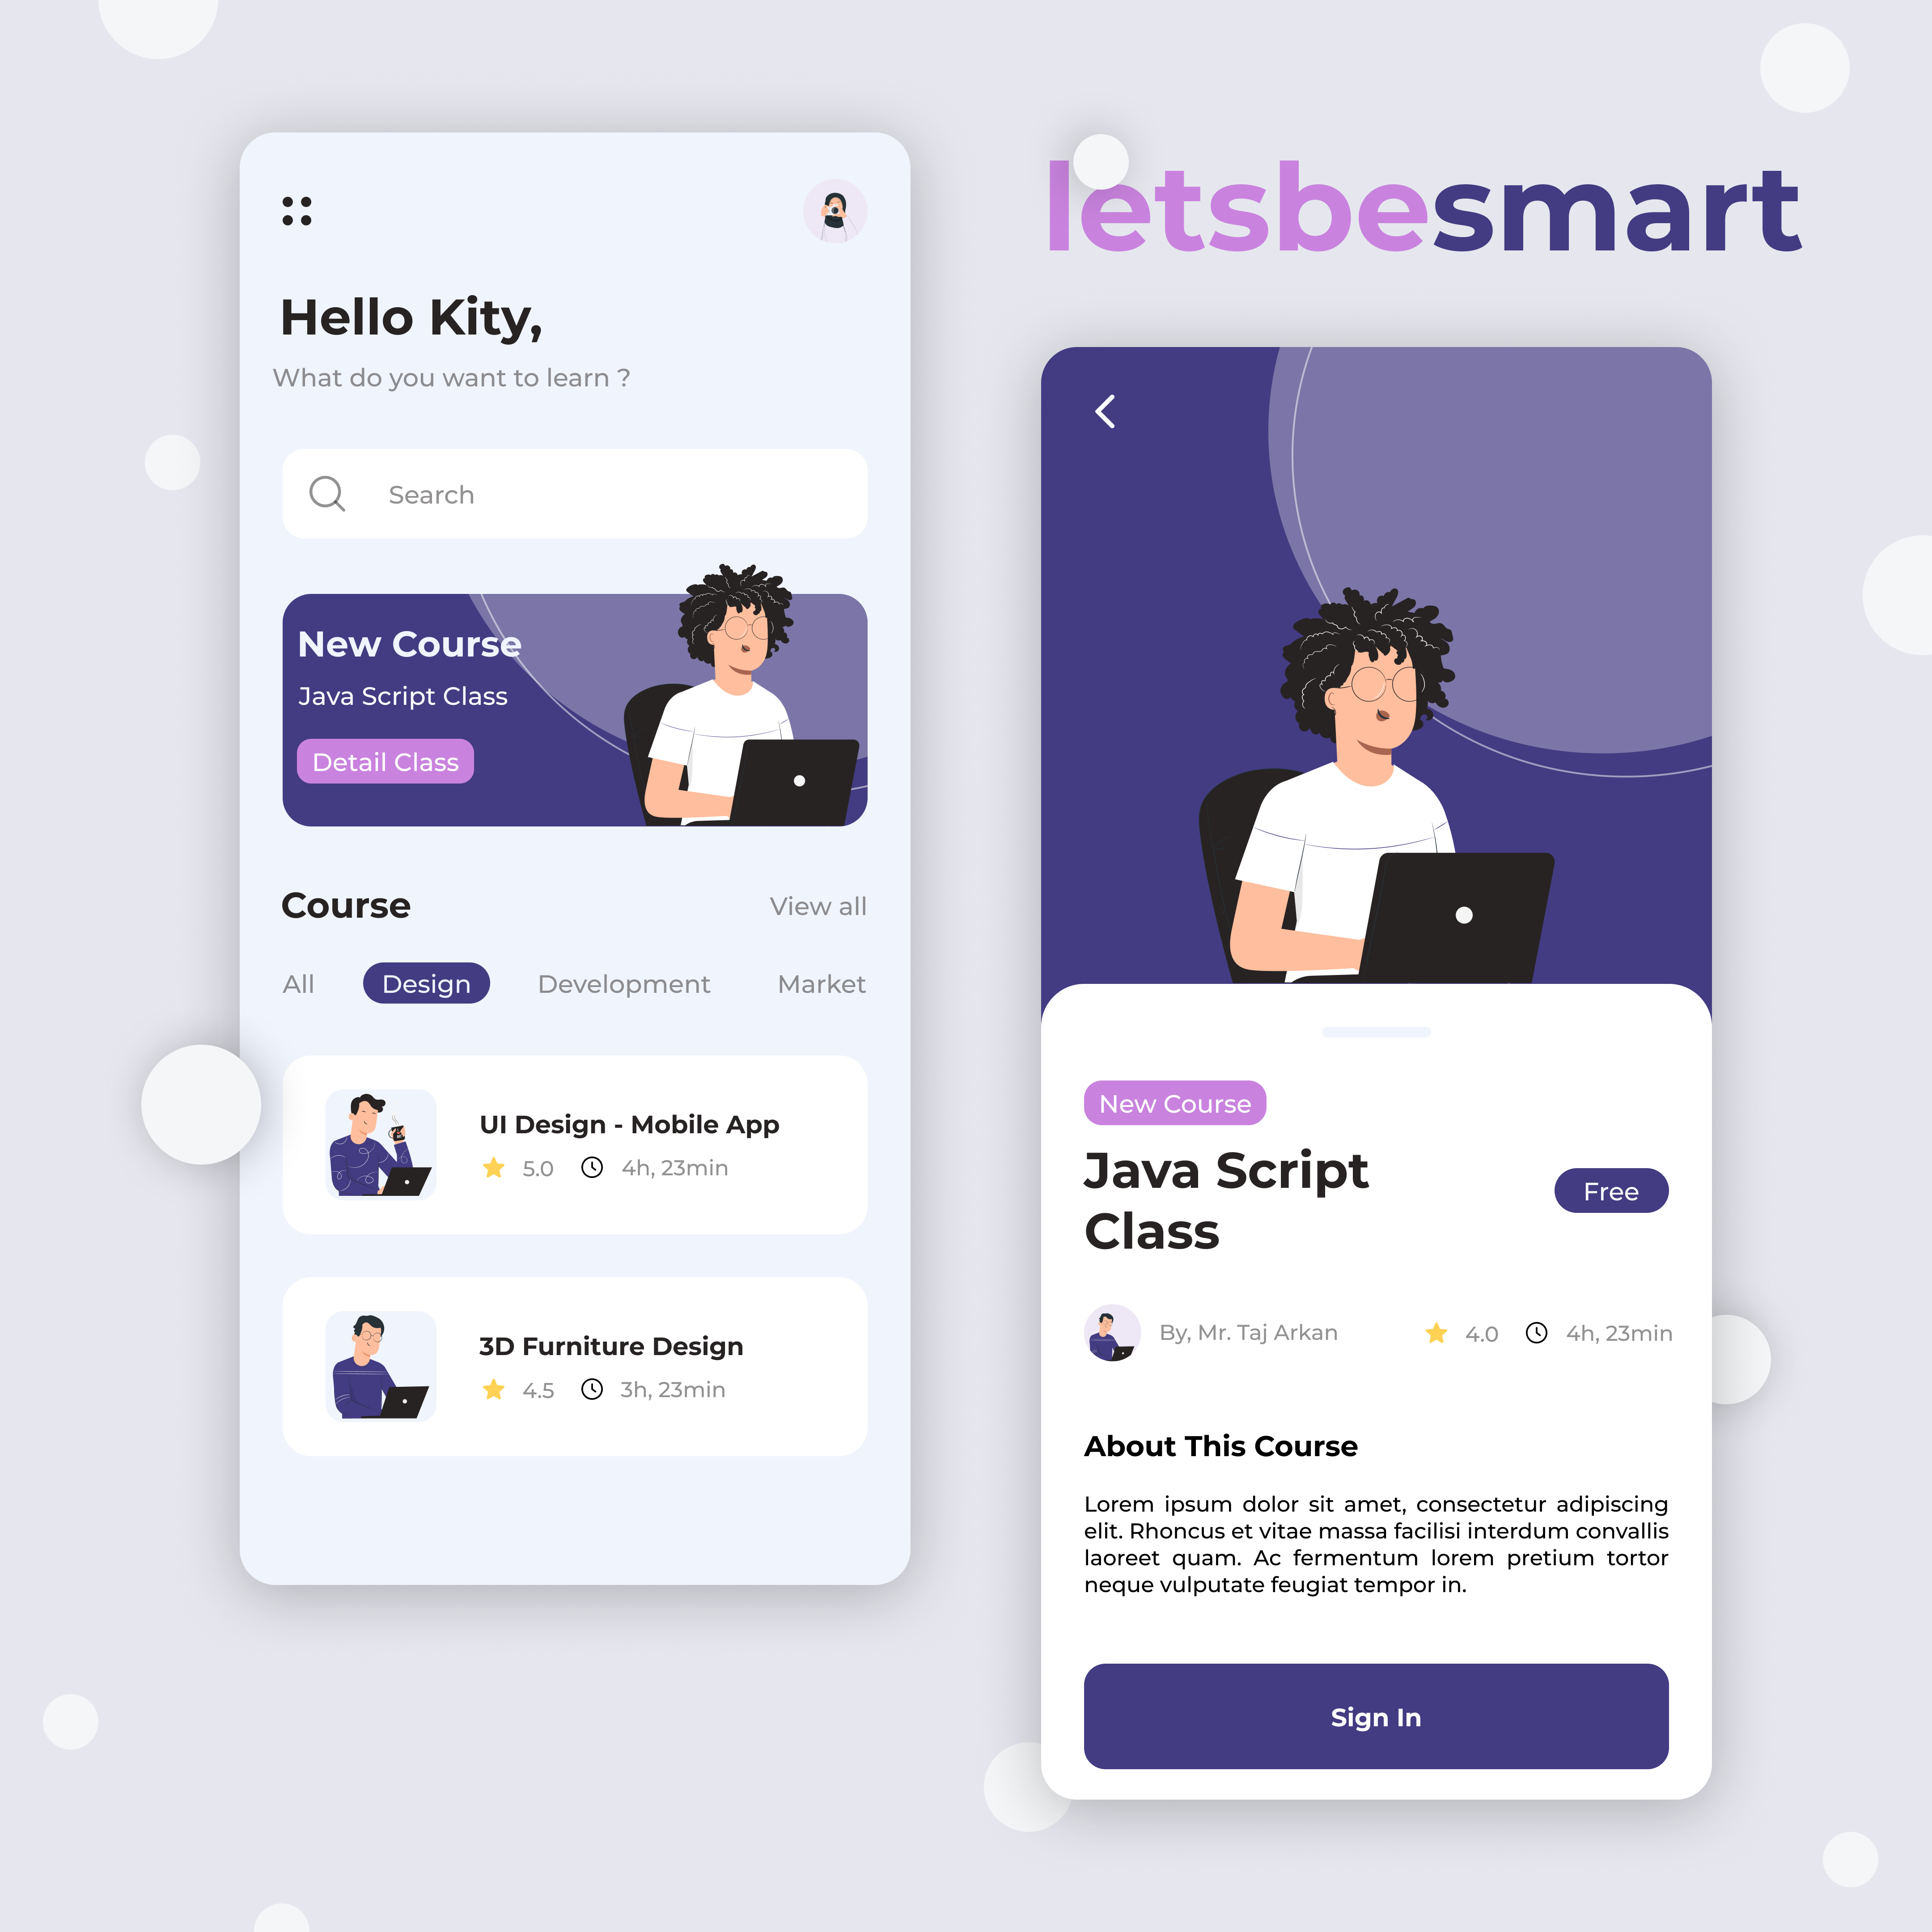 letsbesmart
Hello Kity,
What do you want to learn ?
Search
New Course
Java Script Class
Detail Class
Course
View all
All
Design
Development
Market
UI Design - Mobile App
5.0
4h, 23min
3D Furniture Design
4.5
3h, 23min
New Course
Java Script
Class
Free
By, Mr. Taj Arkan
4.0
4h, 23min
About This Course
Lorem ipsum dolor sit amet, consectetur adipiscing
elit. Rhoncus et vitae massa facilisi interdum convallis
laoreet quam. Ac fermentum lorem pretium tortor
neque vulputate feugiat tempor in.
Sign In